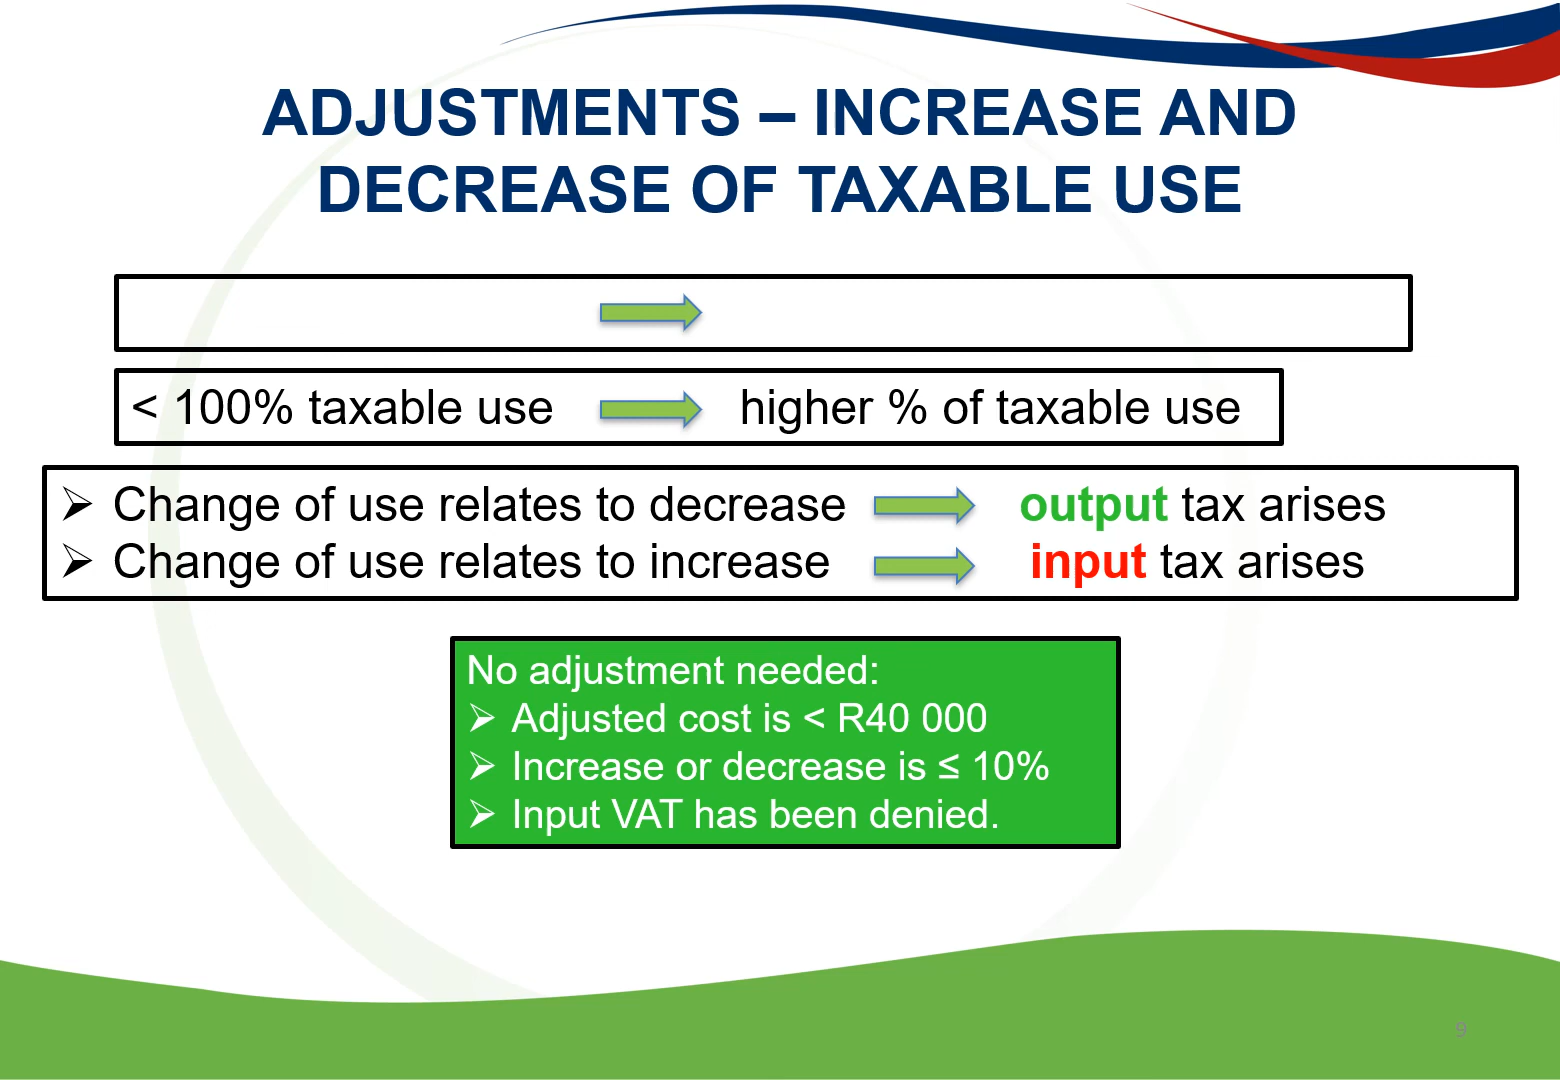 ADJUSTMENTS – INCREASE AND
DECREASE OF TAXABLE USE
< 100% taxable use higher % of taxable use
➢ Change of use relates to decrease output tax arises
➢ Change of use relates to increase input tax arises
No adjustment needed:
➢ Adjusted cost is < R40 000
➢ Increase or decrease is ≤ 10%
➢ Input VAT has been denied.
9